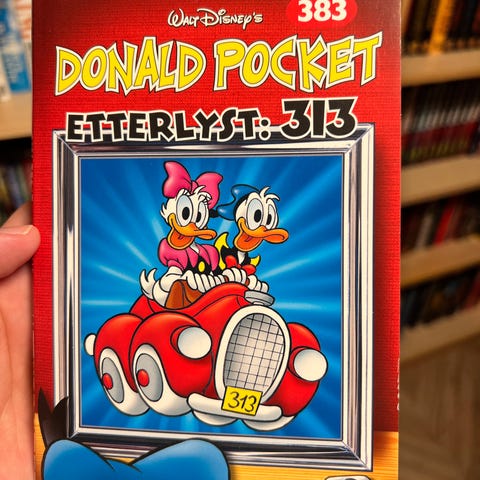 Walt Disney's
383
DONALD POCKET
ETTERLYST: 313
313